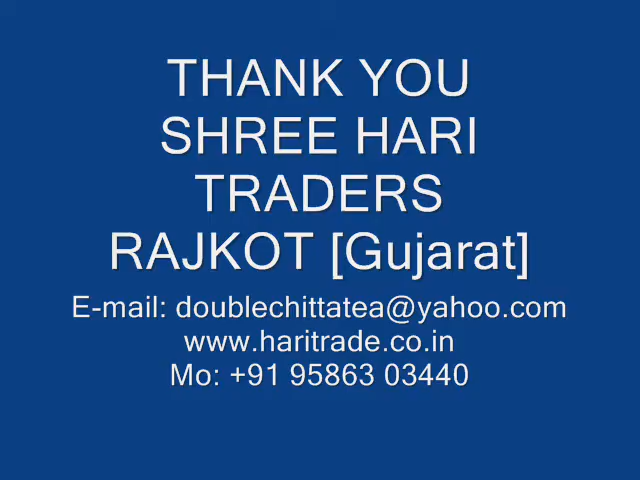 THANK YOU
SHREE HARI
TRADERS
RAJKOT [Gujarat]
E-mail: doublechittatea@yahoo.com
www.haritrade.co.in
Mo: +91 95863 03440